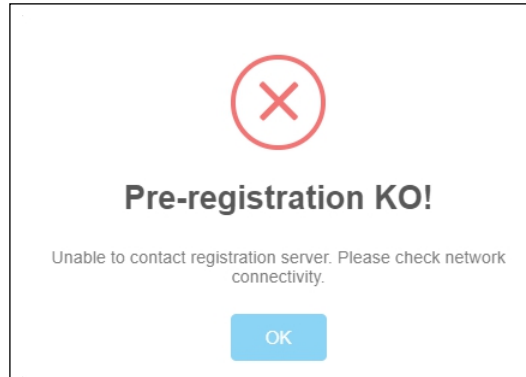 Pre-registration KO!
Unable to contact registration server. Please check network
connectivity.
OK